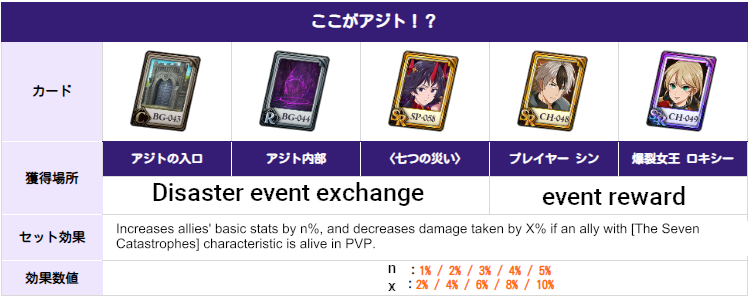 ここがアジト！？
カード
C BG-043
R BG-044
SR SP-058
SR CH-048
SSR CH-049
獲得場所
アジトの入口
アジト内部
〈七つの災い〉
プレイヤー シン
爆裂女王 ロキシー
Disaster event exchange
event reward
セット効果
Increases allies' basic stats by n%, and decreases damage taken by X% if an ally with [The Seven
Catastrophes] characteristic is alive in PVP.
効果数値
n : 1% / 2% / 3% / 4% / 5%
x : 2% / 4% / 6% / 8% / 10%